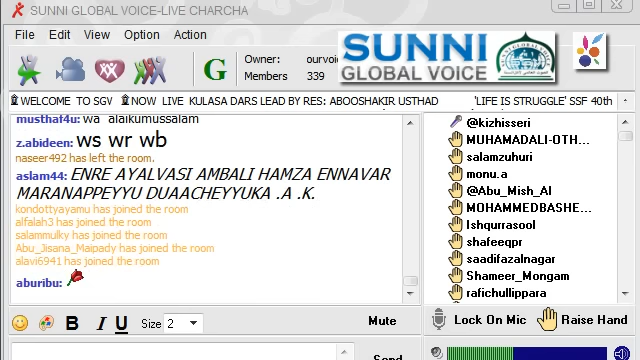 SUNNI GLOBAL VOICE-LIVE CHARCHA
File Edit View Option Action
G
Owner: ourvoi
Members 339
SUNNI
GLOBAL VOICE
WELCOME TO SGV NOW LIVE KULASA DARS LEAD BY RES: ABOOSHAKIR USTHAD 'LIFE IS STRUGGLE' SSF 40th
musthaf4u: wa alaikumussalam
z.abideen: ws wr wb
naseer492 has left the room.
aslam44: ENRE AYALVASI AMBALI HAMZA ENNAVAR
MARANAPPEYYU DUAACHEYYUKA .A .K.
kondottyayamu has joined the room
alfalah3 has joined the room
salammulky has joined the room
Abu_Jisana_Maipady has joined the room
alavi6941 has joined the room
aburibu:
@kizhisseri
MUHAMADALI-OTH...
salamzuhuri
monu.a
@Abu_Mish_Al
MOHAMMEDBASHE...
Ishqurrasool
shafeeqpr
saadifazalnagar
Shameer_Mongam
rafichullippara
B I U Size 2 Mute
Lock On Mic Raise Hand
Send